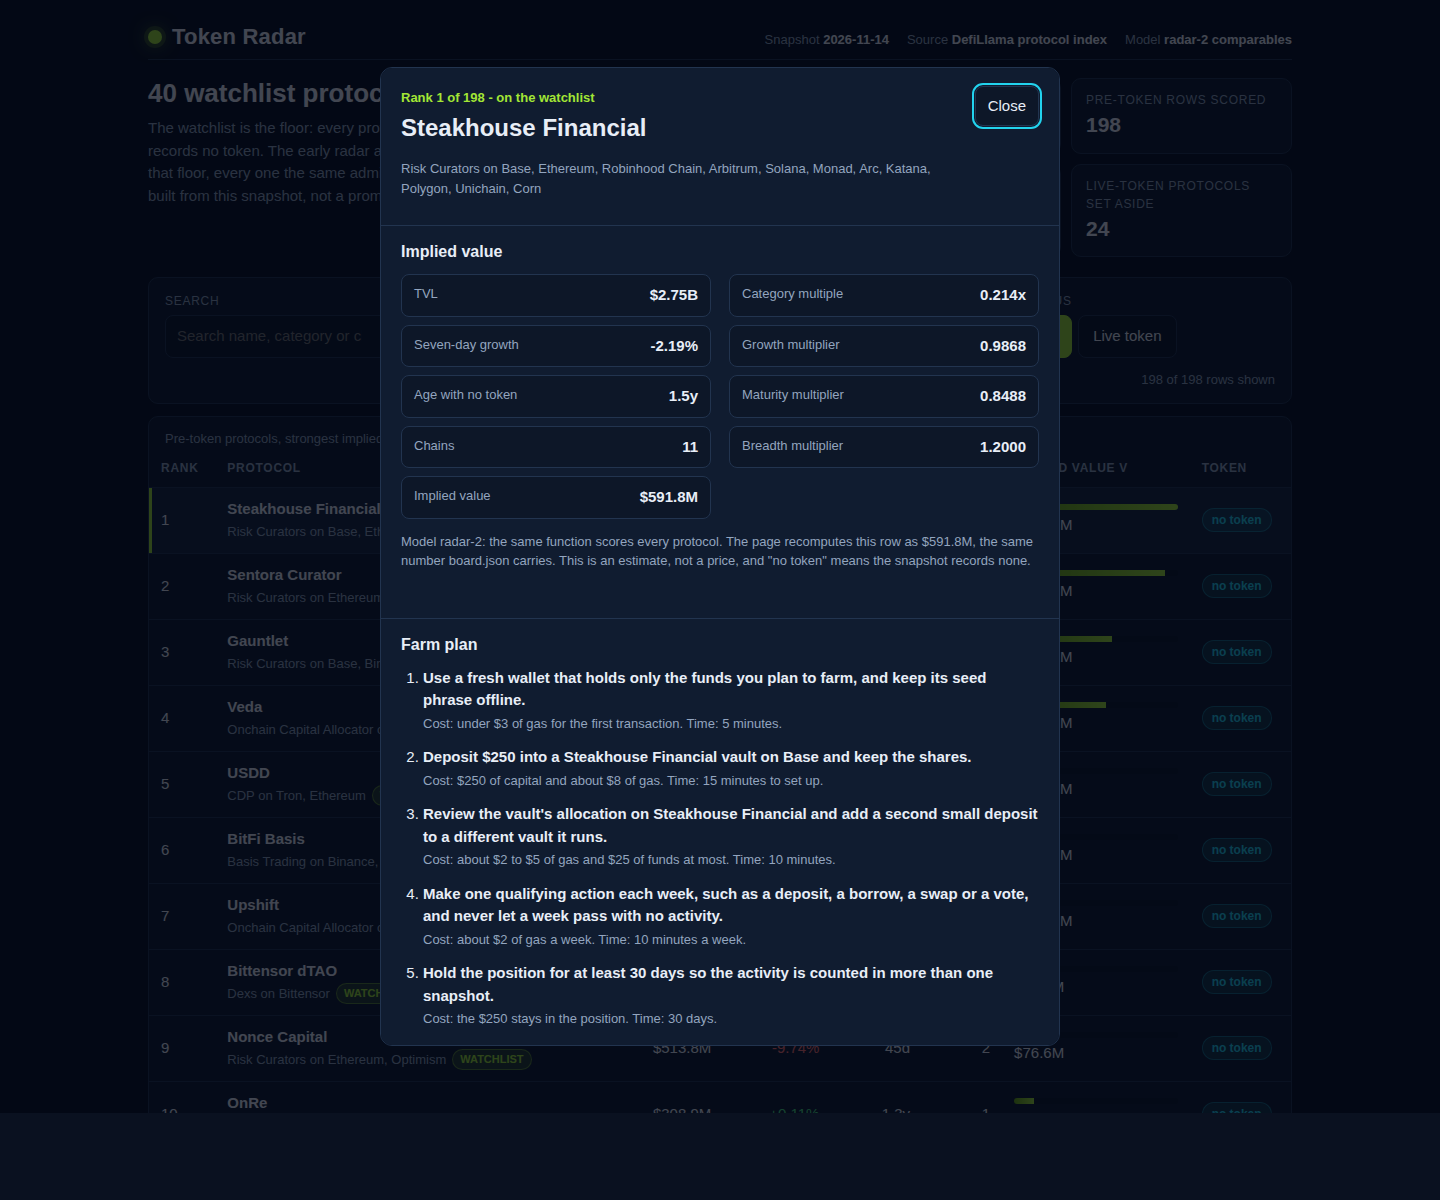 Token Radar
Snapshot 2026-11-14 Source DefiLlama protocol index Model radar-2 comparables
40 watchlist
The watchlist is the floor: every
records no token. The early radar
that floor, every one the same
built from this snapshot, not a
PRE-TOKEN ROWS SCORED
198
LIVE-TOKEN PROTOCOLS
SET ASIDE
24
SEARCH
Search name, category or c
Live token
198 of 198 rows shown
Pre-token protocols, strongest implied
RANK PROTOCOL VALUE V TOKEN
1 Steakhouse Financial no token
Risk Curators on Base,
2 Sentora Curator no token
Risk Curators on Ethereum
3 Gauntlet no token
Risk Curators on Base,
4 Veda no token
Onchain Capital Allocator
5 USDD no token
CDP on Tron, Ethereum
6 BitFi Basis no token
Basis Trading on Binance,
7 Upshift no token
Onchain Capital Allocator
8 Bittensor dTAO no token
Dexs on Bittensor
9 Nonce Capital $513.8M -9.74% 45d 2 $76.6M no token
Risk Curators on Ethereum, Optimism WATCHLIST
OnRe
Rank 1 of 198 - on the watchlist
Steakhouse Financial
Close
Risk Curators on Base, Ethereum, Robinhood Chain, Arbitrum, Solana, Monad, Arc, Katana,
Polygon, Unichain, Corn
Implied value
TVL $2.75B
Category multiple 0.214x
Seven-day growth -2.19%
Growth multiplier 0.9868
Age with no token 1.5y
Maturity multiplier 0.8488
Chains 11
Breadth multiplier 1.2000
Implied value $591.8M
Model radar-2: the same function scores every protocol. The page recomputes this row as $591.8M, the same
number board.json carries. This is an estimate, not a price, and "no token" means the snapshot records none.
Farm plan
1. Use a fresh wallet that holds only the funds you plan to farm, and keep its seed
phrase offline.
Cost: under $3 of gas for the first transaction. Time: 5 minutes.
2. Deposit $250 into a Steakhouse Financial vault on Base and keep the shares.
Cost: $250 of capital and about $8 of gas. Time: 15 minutes to set up.
3. Review the vault's allocation on Steakhouse Financial and add a second small deposit
to a different vault it runs.
Cost: about $2 to $5 of gas and $25 of funds at most. Time: 10 minutes.
4. Make one qualifying action each week, such as a deposit, a borrow, a swap or a vote,
and never let a week pass with no activity.
Cost: about $2 of gas a week. Time: 10 minutes a week.
5. Hold the position for at least 30 days so the activity is counted in more than one
snapshot.
Cost: the $250 stays in the position. Time: 30 days.